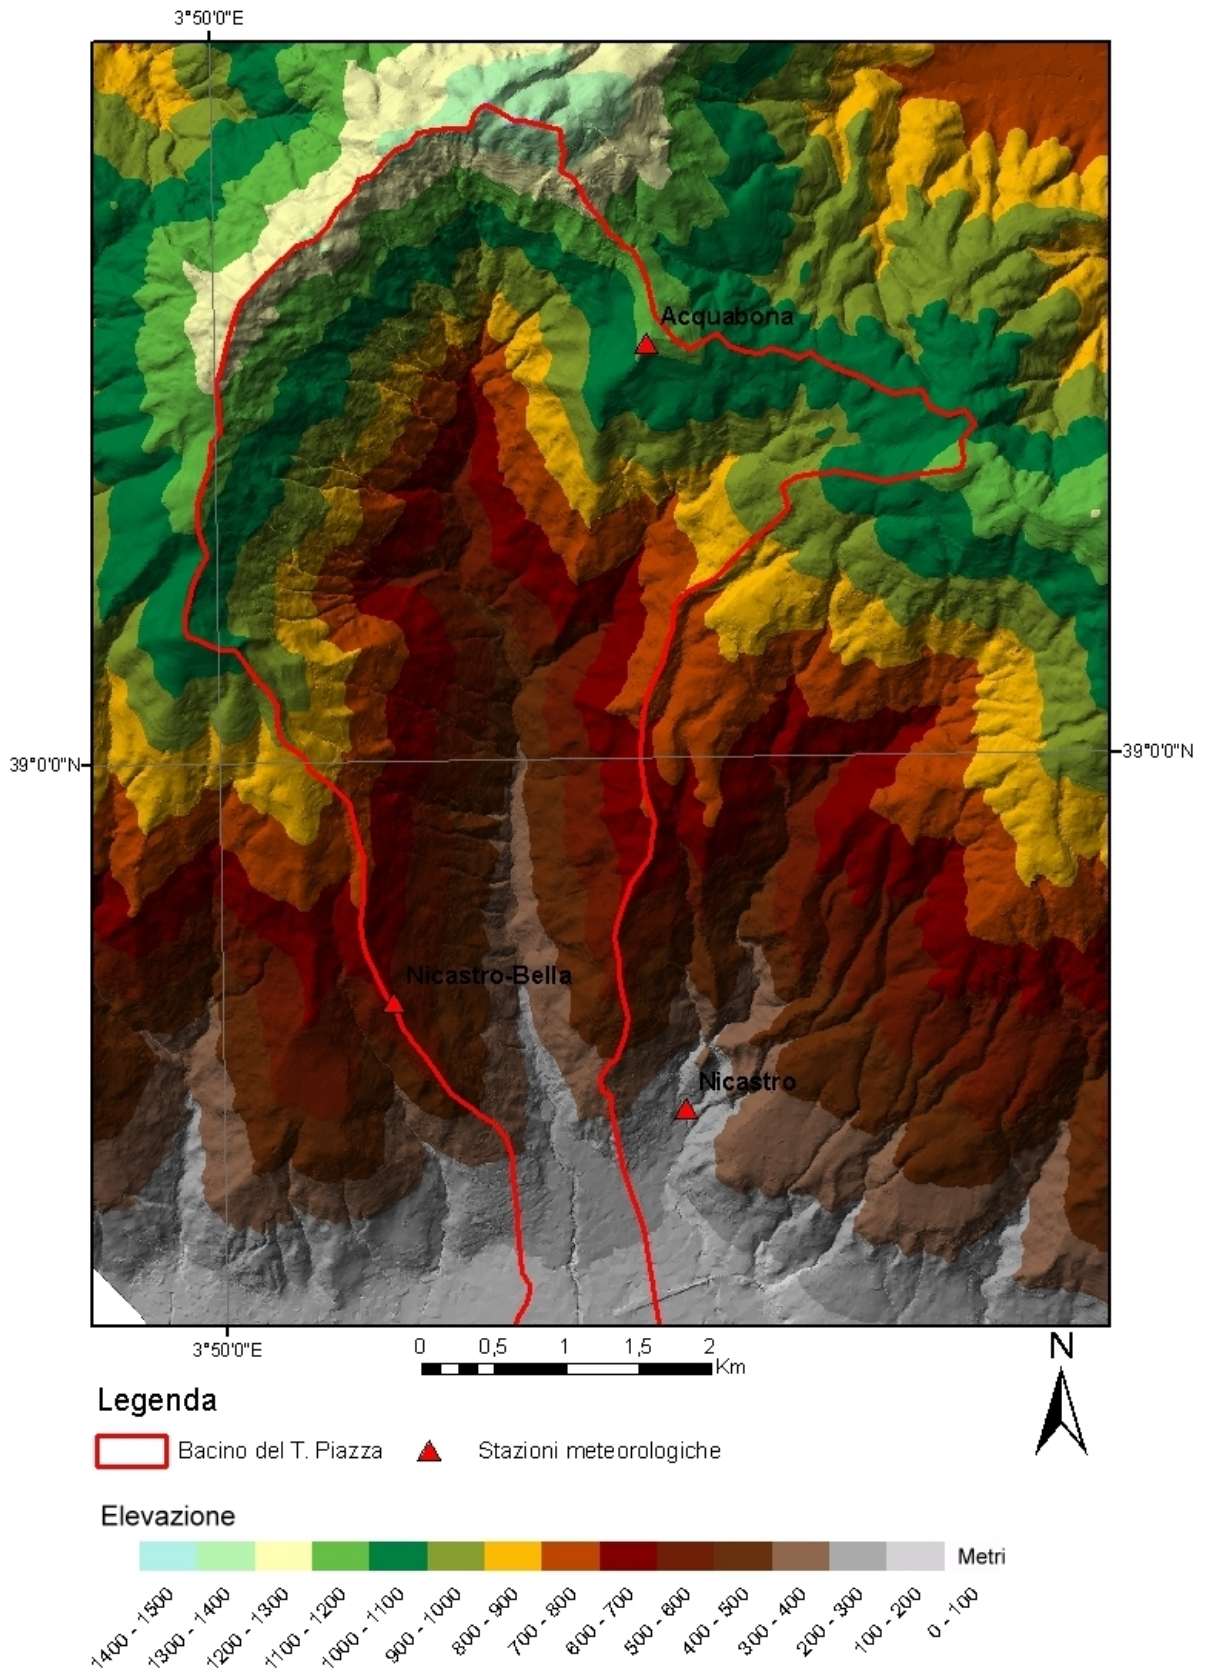 3°50'0"E
Acquabona
39°0'0"N
39°0'0"N
Nicastro-Bella
Nicastro
3°50'0"E
0 0,5 1 1,5 2
Km
N
Legenda
Bacino del T. Piazza
Stazioni meteorologiche
Elevazione
Metri
1400 - 1500
1300 - 1400
1200 - 1300
1100 - 1200
1000 - 1100
900 - 1000
800 - 900
700 - 800
600 - 700
500 - 600
400 - 500
300 - 400
200 - 300
100 - 200
0 - 100